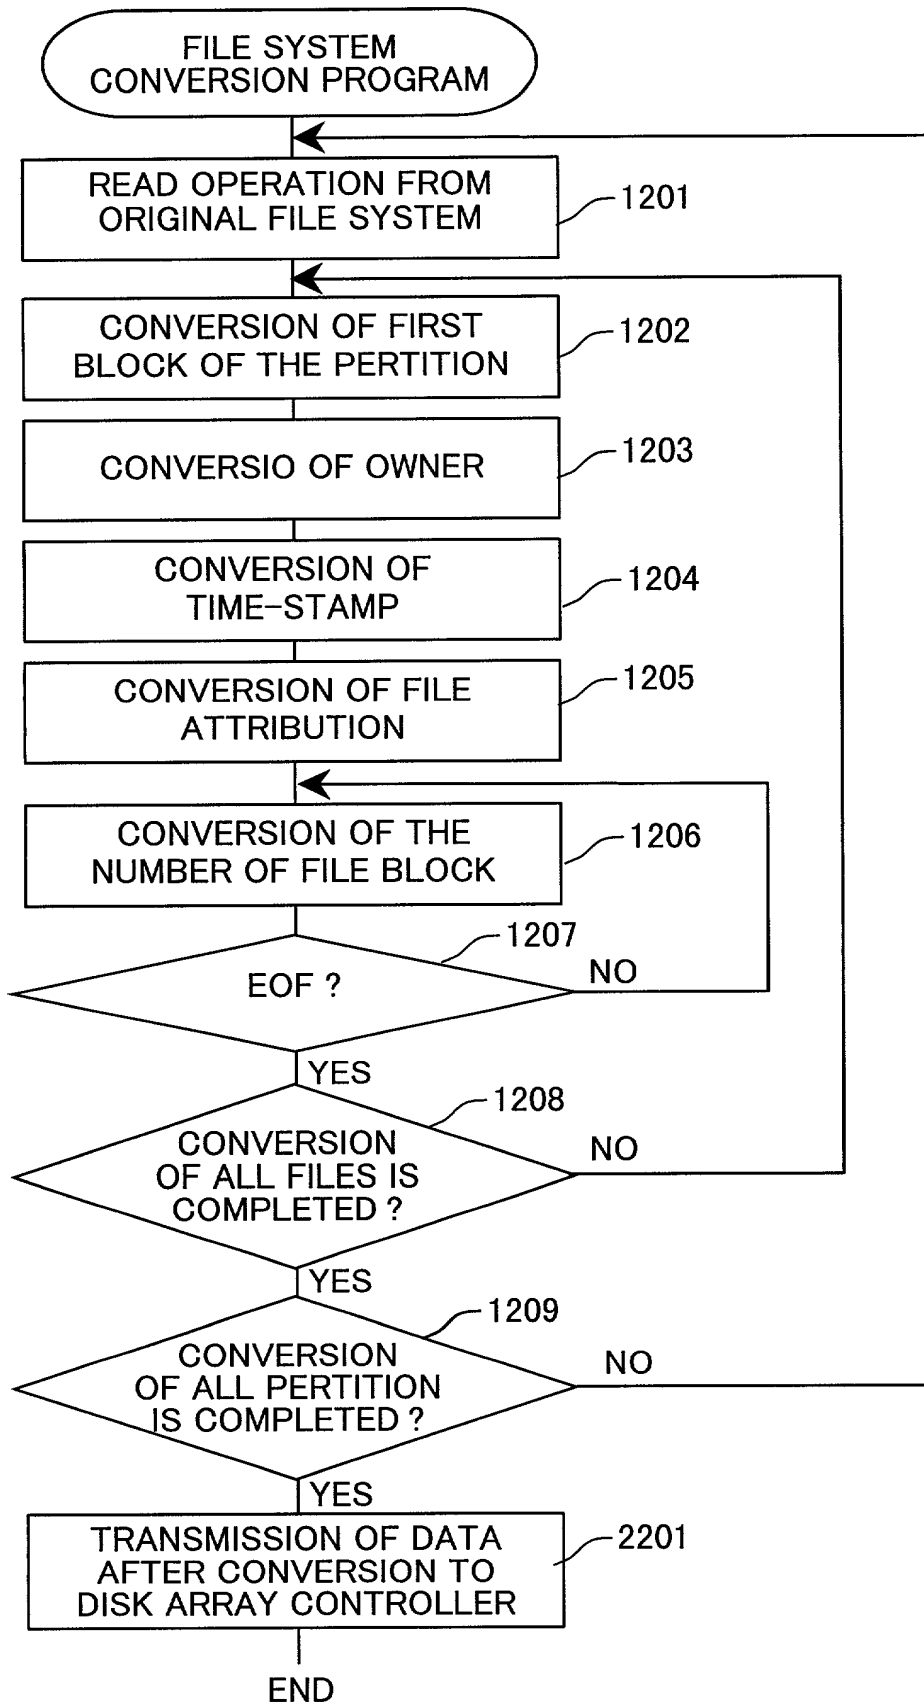 FILE SYSTEM
CONVERSION PROGRAM
READ OPERATION FROM
ORIGINAL FILE SYSTEM
1201
CONVERSION OF FIRST
BLOCK OF THE PERTITION
1202
CONVERSIO OF OWNER
1203
CONVERSION OF
TIME-STAMP
1204
CONVERSION OF FILE
ATTRIBUTION
1205
CONVERSION OF THE
NUMBER OF FILE BLOCK
1206
1207
EOF ?
NO
YES
1208
CONVERSION
OF ALL FILES IS
COMPLETED ?
NO
YES
1209
CONVERSION
OF ALL PERTITION
IS COMPLETED ?
NO
YES
TRANSMISSION OF DATA
AFTER CONVERSION TO
DISK ARRAY CONTROLLER
2201
END